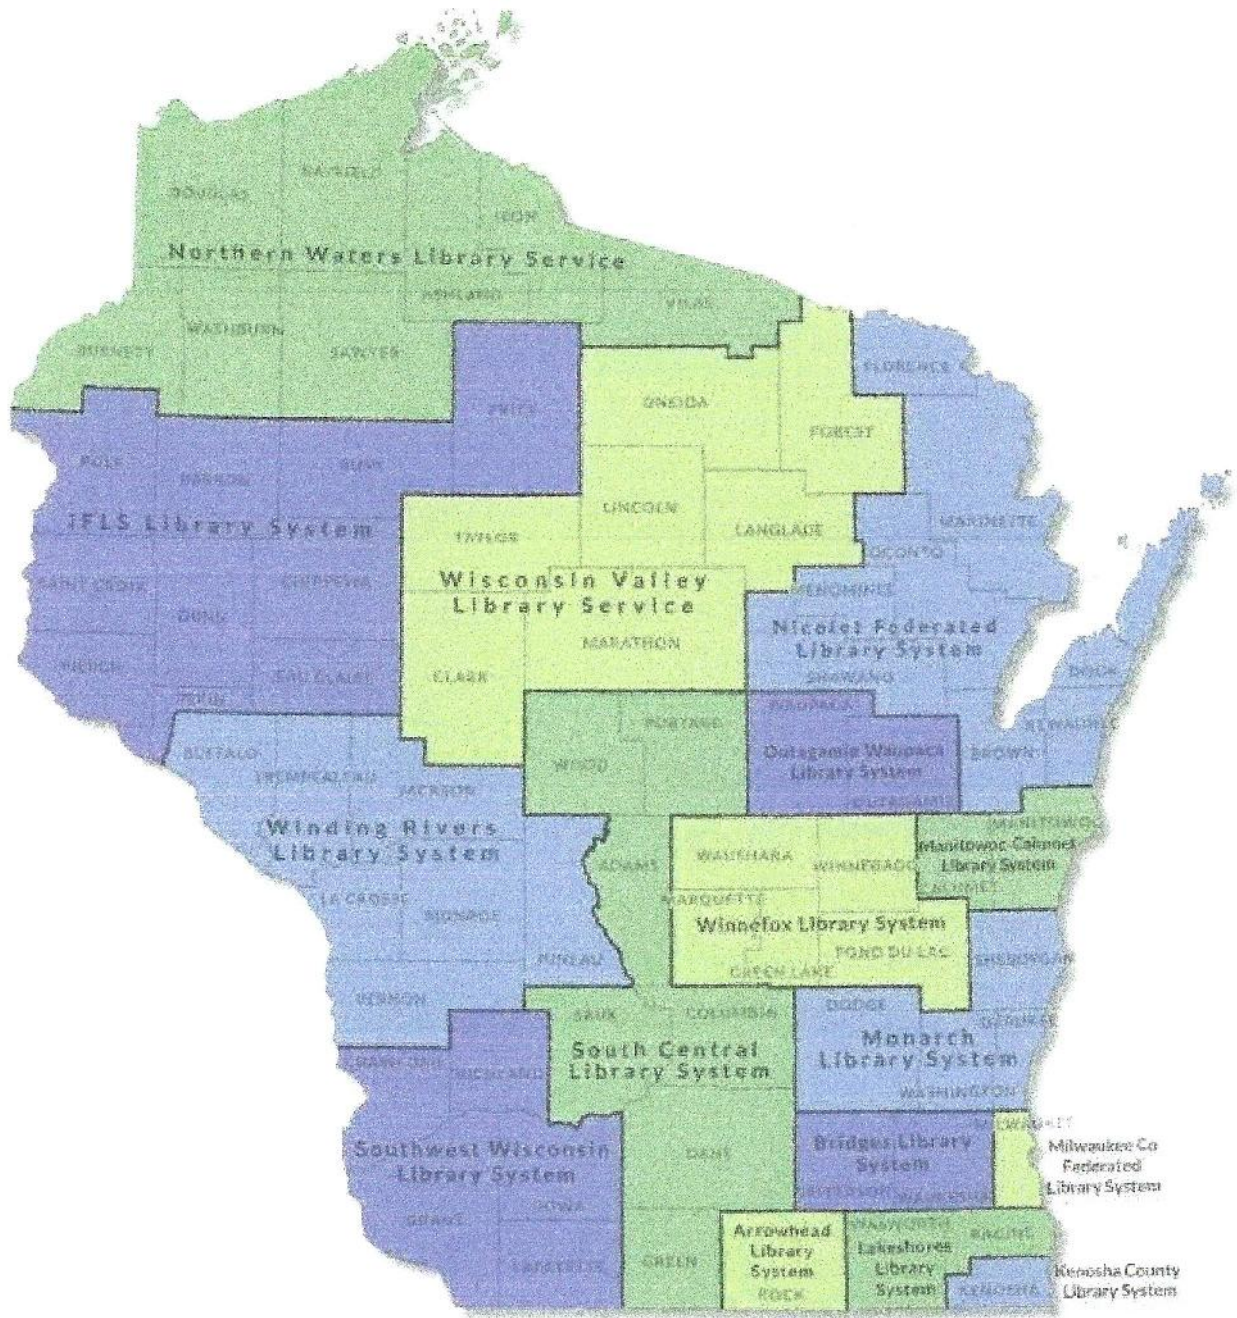 BAYFIELD
DOUGLAS
IRON
Northern Waters Library Service
ASHLAND
VILAS
WASHBURN
BURNETT
SAWYER
FLORENCE
PRICE
ONEIDA
FOREST
POLK
BARRON
RUSK
LINCOLN
iFLS Library System
TAYLOR
LANGLADE
MARINETTE
OCONTO
SAINT CROIX
CHIPPEWA
Wisconsin Valley
Library Service
MENOMINEE
DUNN
Nicolet Federated
Library System
MARATHON
PIERCE
EAU CLAIRE
CLARK
SHAWANO
DOOR
PEPIN
WAUPACA
PORTAGE
KEWAUNEE
BUFFALO
TREMPEALEAU
JACKSON
WOOD
Outagamie Waupaca
Library System
BROWN
OUTAGAMIE
Winding Rivers
Library System
MANITOWOC
Manitowoc Calumet
Library System
ADAMS
WAUSHARA
WINNEBAGO
CALUMET
LA CROSSE
MONROE
MARQUETTE
Winnefox Library System
FOND DU LAC
SHEBOYGAN
JUNEAU
GREEN LAKE
VERNON
DODGE
SAUK
COLUMBIA
OZAUKEE
Monarch
Library System
South Central
Library System
CRAWFORD
RICHLAND
WASHINGTON
MILWAUKEE
Southwest Wisconsin
Library System
DANE
Bridges Library
System
Milwaukee Co
Federated
Library System
JEFFERSON
WAUKESHA
GRANT
IOWA
Arrowhead
Library
System
ROCK
WALWORTH
Lakeshores
Library
System
RACINE
LAFAYETTE
GREEN
KENOSHA
Kenosha County
Library System